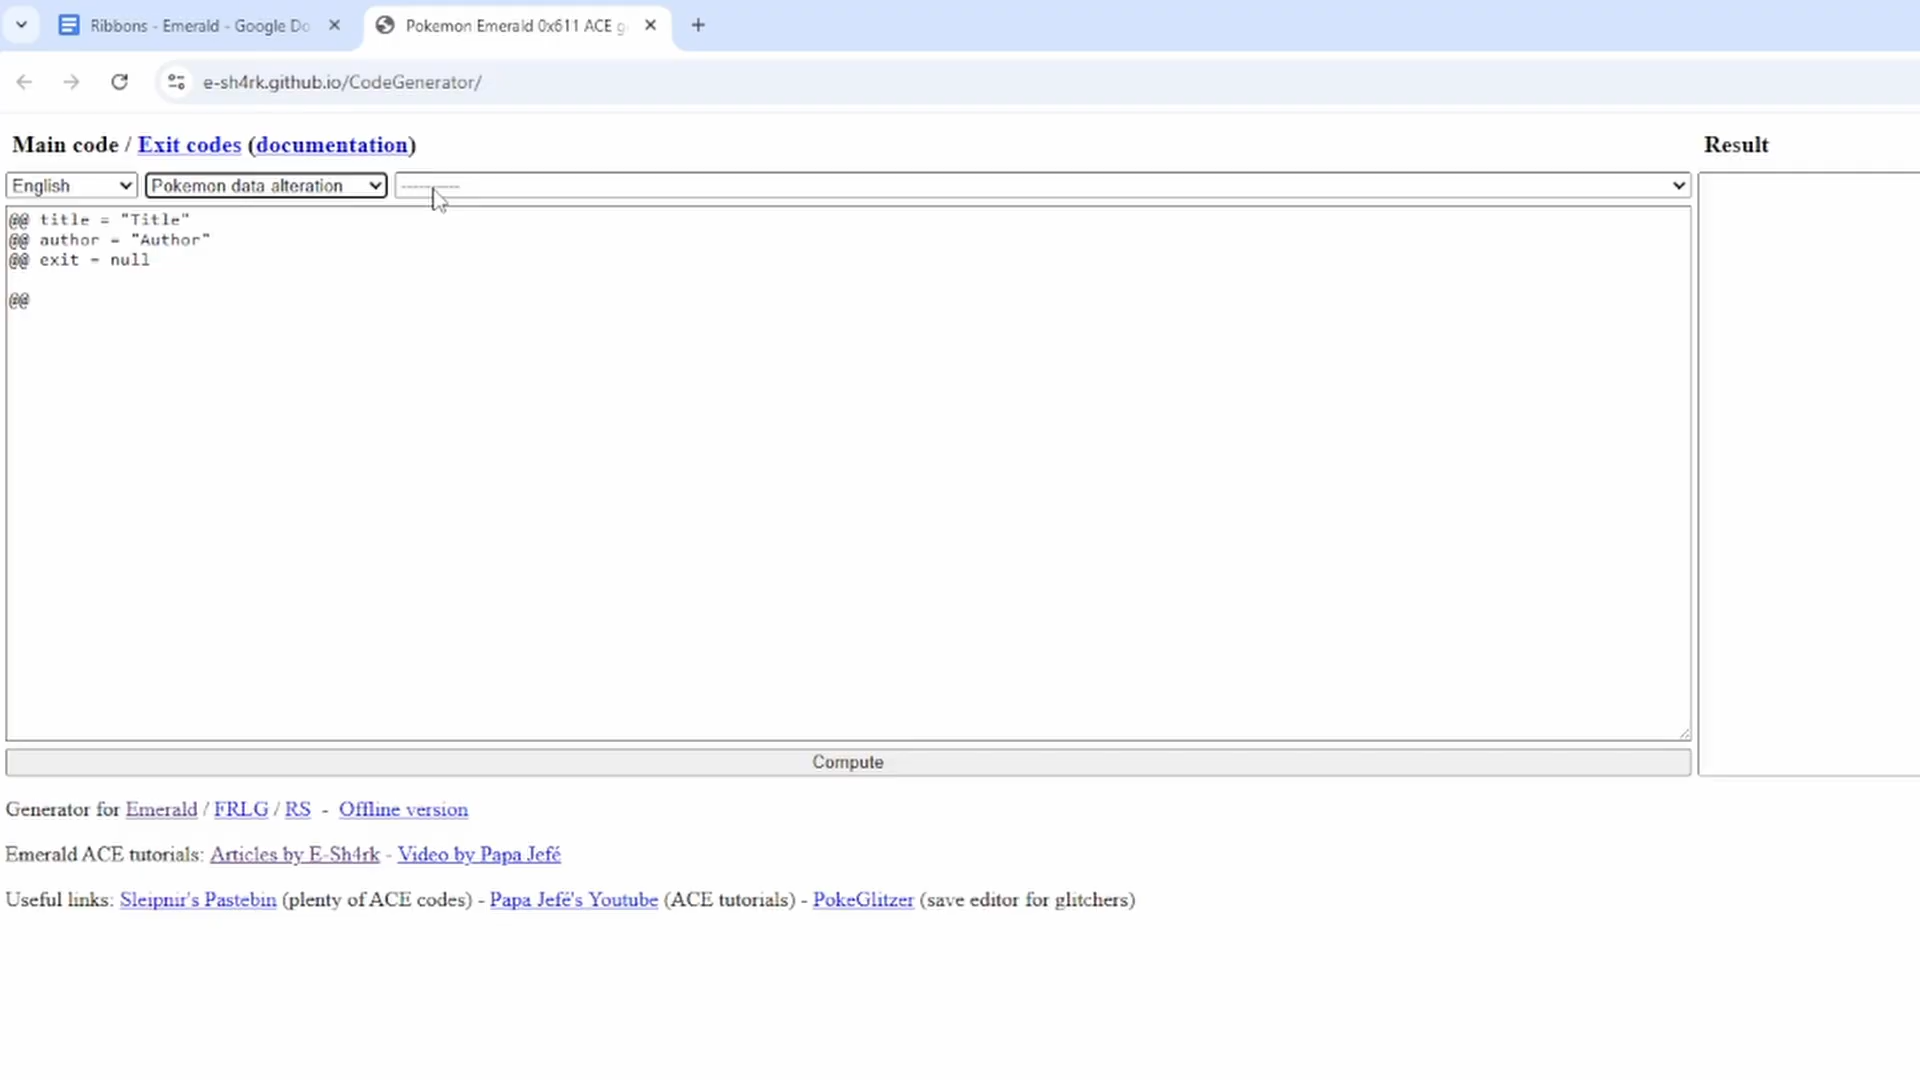 Ribbons - Emerald - Google Do
Pokemon Emerald 0x611 ACE g
e-sh4rk.github.io/CodeGenerator/
Main code / Exit codes (documentation)
Result
English
Pokemon data alteration
----------
@@ title = "Title"
@@ author = "Author"
@@ exit = null
@@
Compute
Generator for Emerald / FRLG / RS - Offline version
Emerald ACE tutorials: Articles by E-Sh4rk - Video by Papa Jefé
Useful links: Sleipnir's Pastebin (plenty of ACE codes) - Papa Jefé's Youtube (ACE tutorials) - PokeGlitzer (save editor for glitchers)